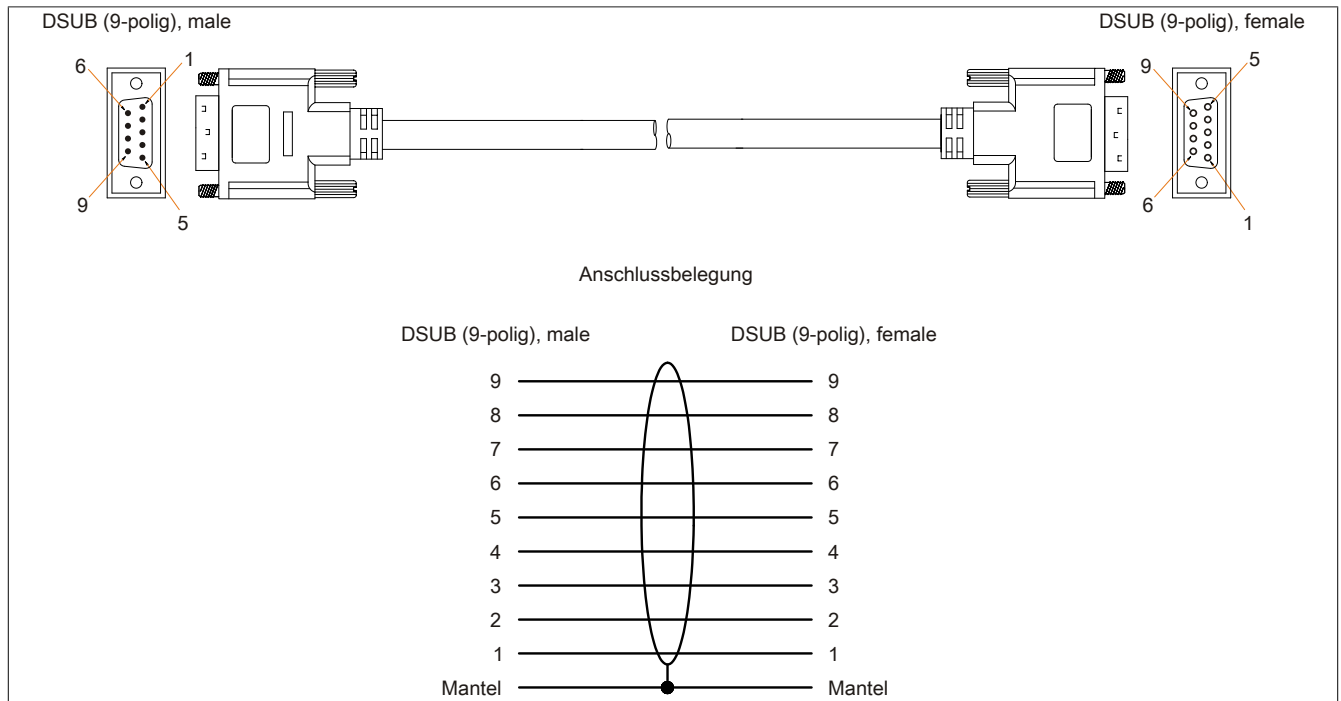 DSUB (9-polig), male
DSUB (9-polig), female
6
1
9
5
9
5
6
1
Anschlussbelegung
DSUB (9-polig), male
DSUB (9-polig), female
9 9
8 8
7 7
6 6
5 5
4 4
3 3
2 2
1 1
Mantel Mantel